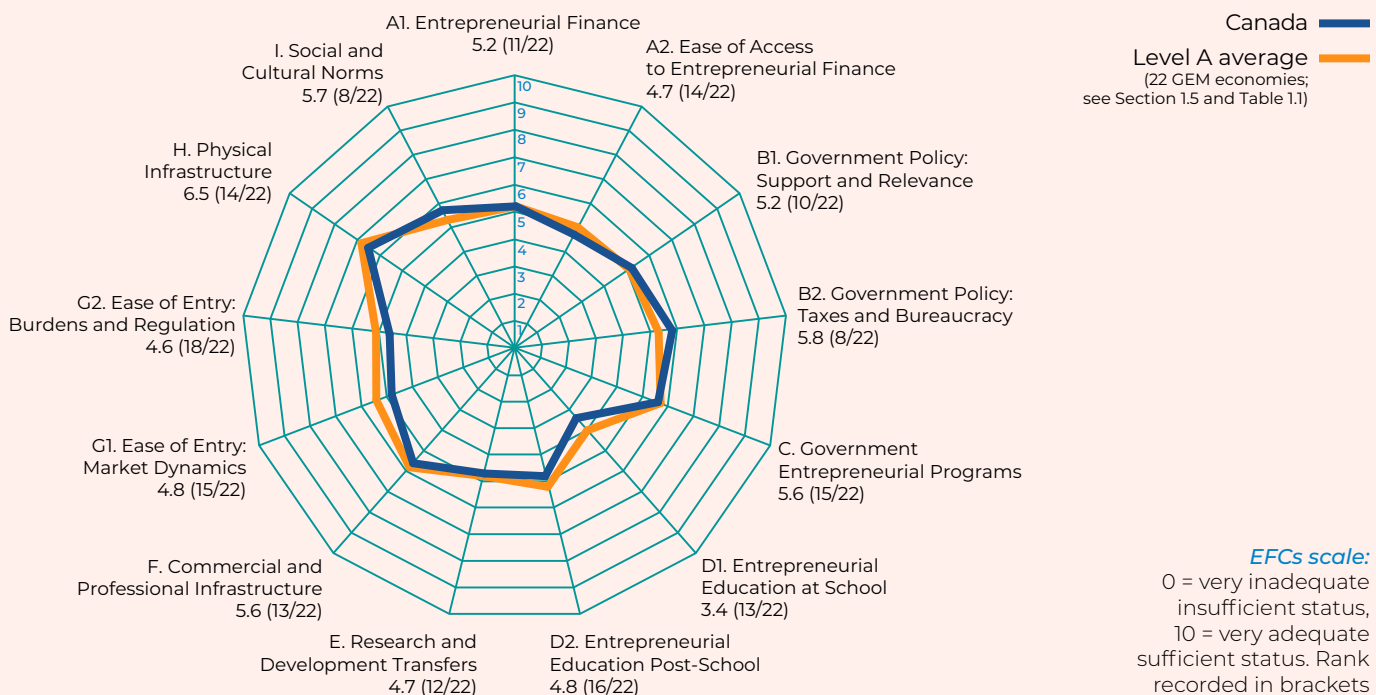 A1. Entrepreneurial Finance
5.2 (11/22)
A2. Ease of Access
to Entrepreneurial Finance
4.7 (14/22)
B1. Government Policy:
Support and Relevance
5.2 (10/22)
B2. Government Policy:
Taxes and Bureaucracy
5.8 (8/22)
C. Government
Entrepreneurial Programs
5.6 (15/22)
D1. Entrepreneurial
Education at School
3.4 (13/22)
D2. Entrepreneurial
Education Post-School
4.8 (16/22)
E. Research and
Development Transfers
4.7 (12/22)
F. Commercial and
Professional Infrastructure
5.6 (13/22)
G1. Ease of Entry:
Market Dynamics
4.8 (15/22)
G2. Ease of Entry:
Burdens and Regulation
4.6 (18/22)
H. Physical
Infrastructure
6.5 (14/22)
I. Social and
Cultural Norms
5.7 (8/22)
10
9
8
7
6
5
4
3
2
1
Canada
Level A average
(22 GEM economies;
see Section 1.5 and Table 1.1)
EFCs scale:
0 = very inadequate
insufficient status,
10 = very adequate
sufficient status. Rank
recorded in brackets